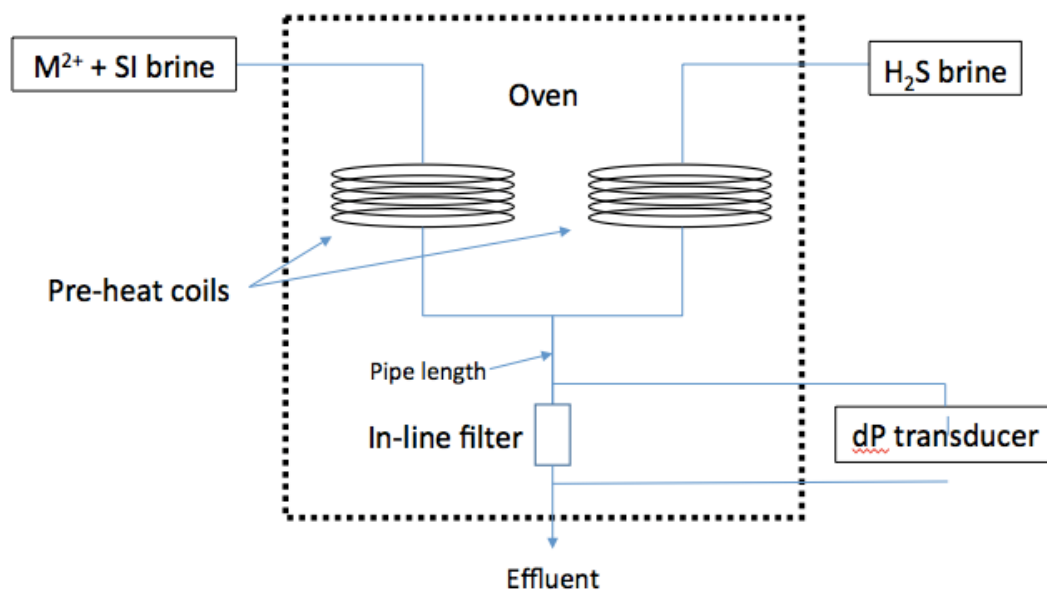 M²⁺ + SI brine
H₂S brine
Oven
Pre-heat coils
Pipe length
In-line filter
dP transducer
Effluent